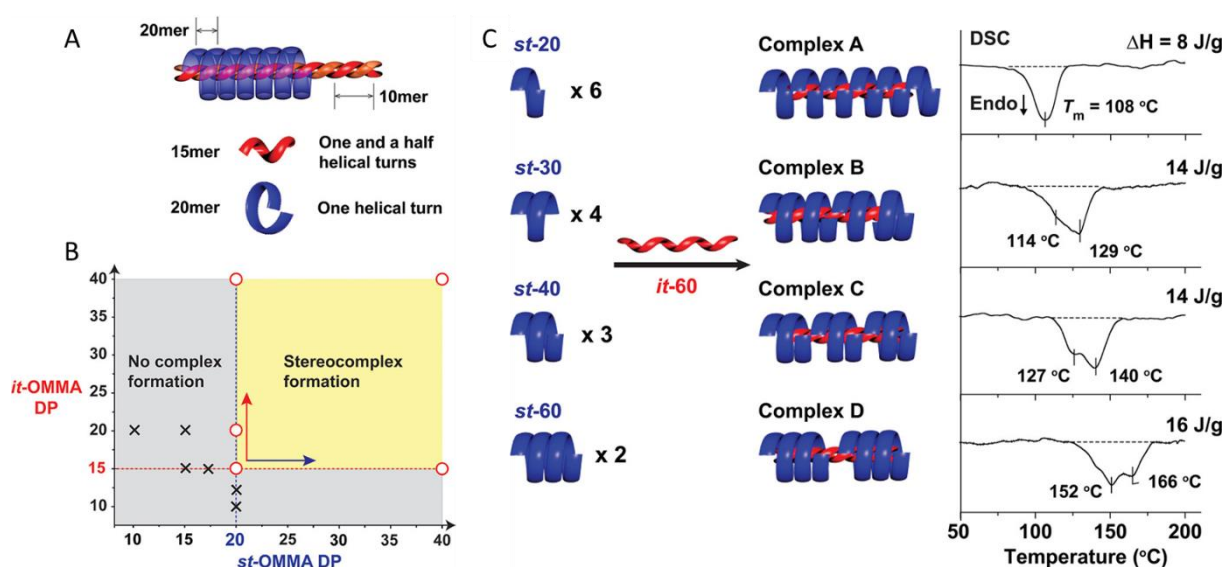 A
20mer
10mer
15mer
One and a half
helical turns
20mer
One helical turn
B
40
35
30
25
20
15
10
it-OMMA
DP
No complex
formation
Stereocomplex
formation
10
15
20
25
30
35
40
st-OMMA DP
C
st-20
x 6
st-30
x 4
st-40
x 3
st-60
x 2
it-60
Complex A
Complex B
Complex C
Complex D
DSC
ΔH = 8 J/g
Endo ↓
Tm = 108 °C
14 J/g
114 °C
129 °C
14 J/g
127 °C
140 °C
16 J/g
152 °C
166 °C
50
100
150
200
Temperature (°C)